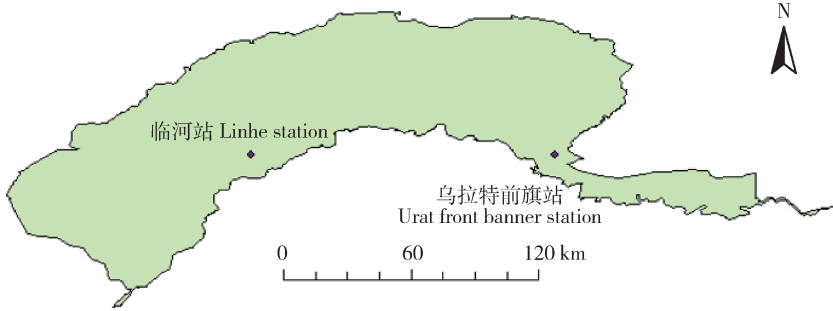 N
临河站 Linhe station
乌拉特前旗站
Urat front banner station
0 60 120 km